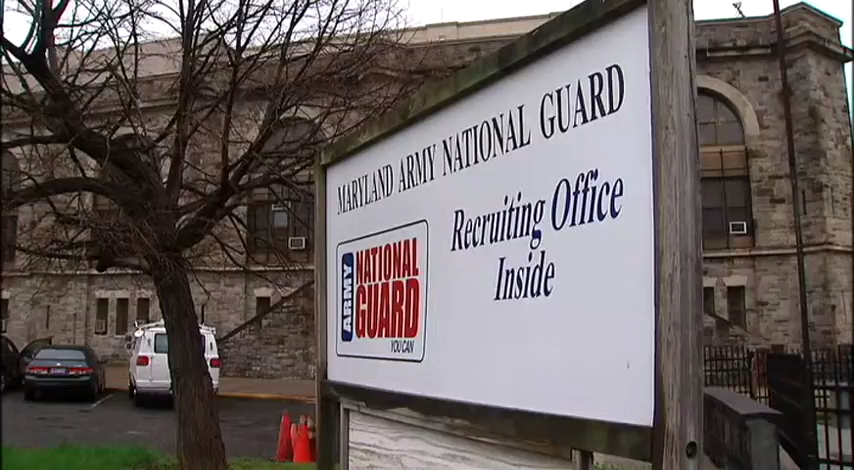 MARYLAND ARMY NATIONAL GUARD
Recruiting Office
Inside
ARMY
NATIONAL
GUARD
YOU CAN